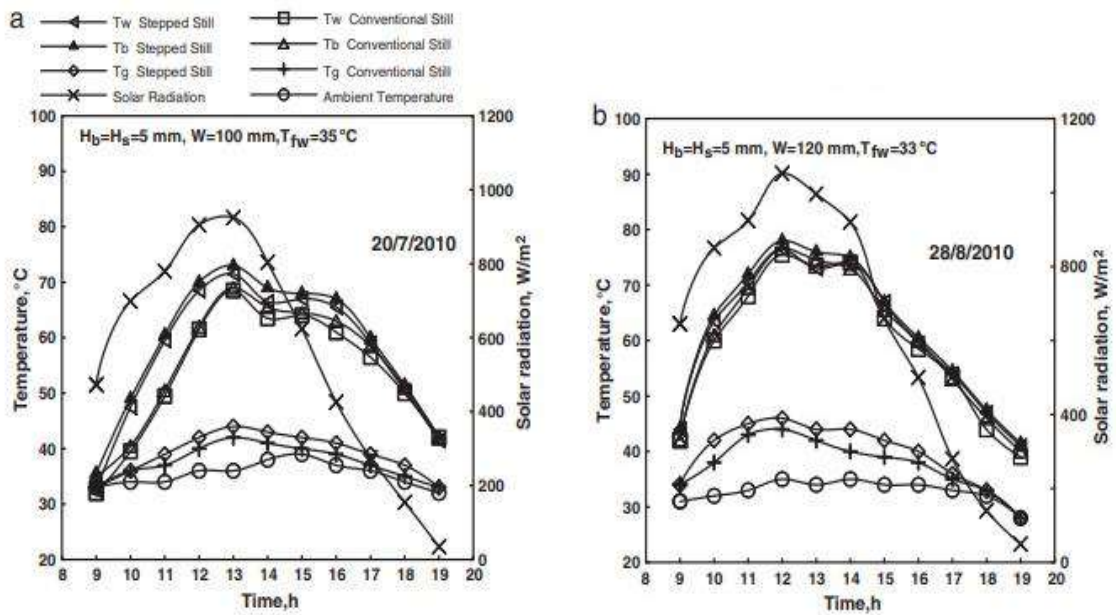 a
Tw Stepped Still
Tw Conventional Still
Tb Stepped Still
Tb Conventional Still
Tg Stepped Still
Tg Conventional Still
Solar Radiation
Ambient Temperature
100
90
80
70
60
50
40
30
20
Temperature,°C
Hb=Hs=5 mm, W=100 mm,Tfw=35°C
20/7/2010
1200
1000
800
600
400
200
0
Solar radiation, W/m²
8 9 10 11 12 13 14 15 16 17 18 19 20
Time,h
b
100
90
80
70
60
50
40
30
20
Temperature,°C
Hb=Hs=5 mm, W=120 mm,Tfw=33°C
28/8/2010
1200
800
400
0
Solar radiation, W/m²
8 9 10 11 12 13 14 15 16 17 18 19 20
Time,h